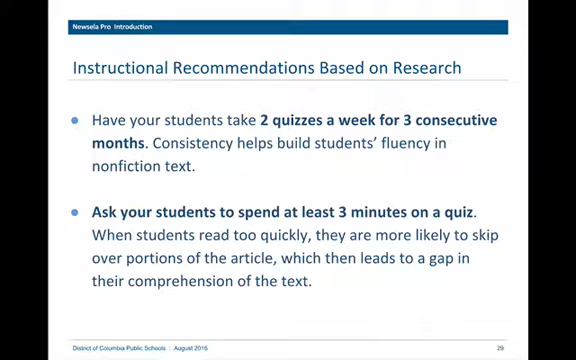 Newsela Pro Introduction
Instructional Recommendations Based on Research
Have your students take 2 quizzes a week for 3 consecutive
months. Consistency helps build students' fluency in
nonfiction text.
Ask your students to spend at least 3 minutes on a quiz.
When students read too quickly, they are more likely to skip
over portions of the article, which then leads to a gap in
their comprehension of the text.
District of Columbia Public Schools | August 2016
29